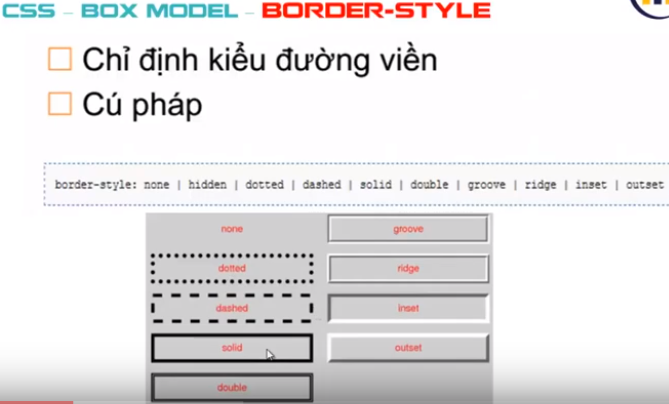 CSS – BOX MODEL – BORDER-STYLE
Chỉ định kiểu đường viền
Cú pháp
border-style: none | hidden | dotted | dashed | solid | double | groove | ridge | inset | outset
none
groove
dotted
ridge
dashed
inset
solid
outset
double